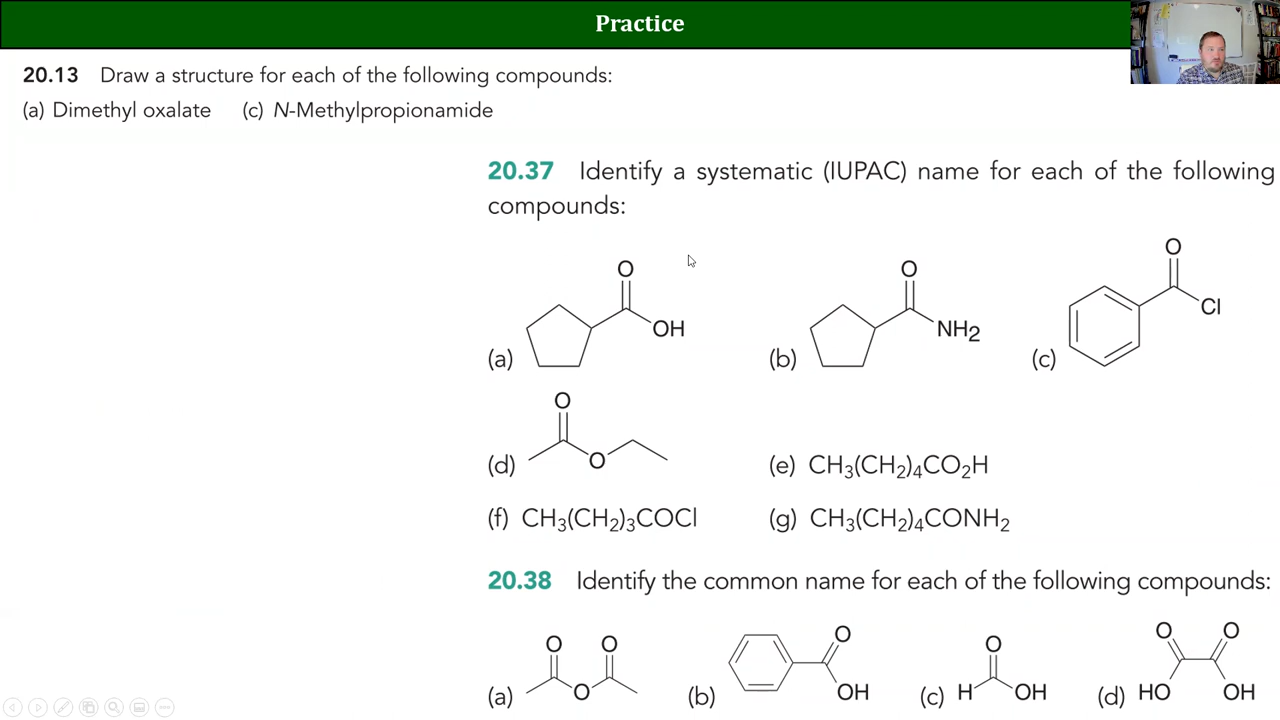 Practice
20.13 Draw a structure for each of the following compounds:
(a) Dimethyl oxalate (c) N-Methylpropionamide
20.37 Identify a systematic (IUPAC) name for each of the following
compounds:
O
OH
(a)
O
NH2
(b)
O
Cl
(c)
O
O
(d)
(e) CH3(CH2)4CO2H
(f) CH3(CH2)3COCl
(g) CH3(CH2)4CONH2
20.38 Identify the common name for each of the following compounds:
O O
O
(a)
O
OH
(b)
O
H OH
(c)
O O
HO OH
(d)